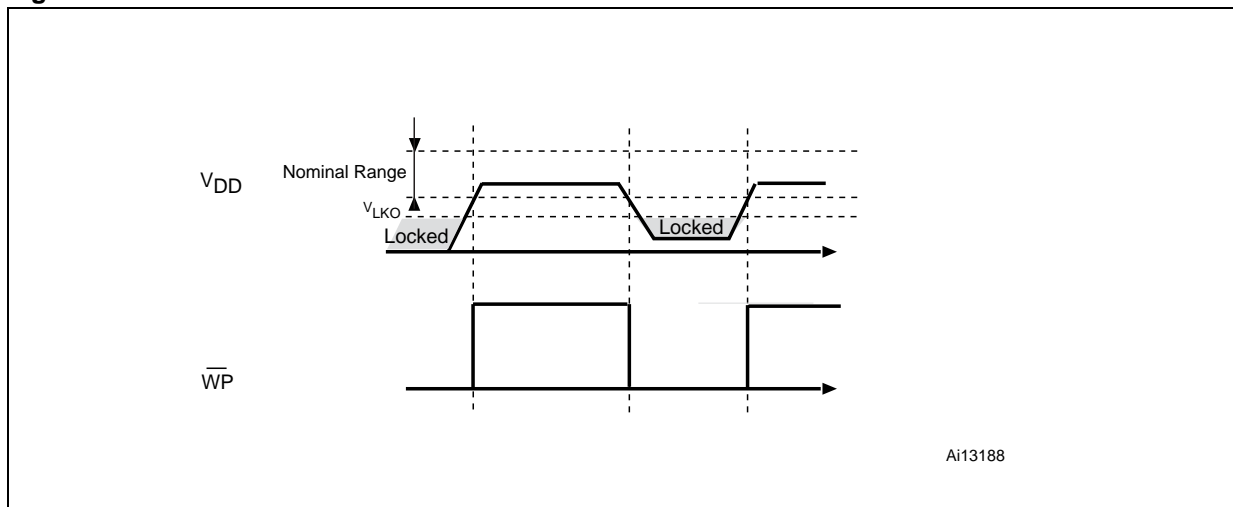 Nominal Range
VDD
VLKO
Locked
Locked
WP
Ai13188